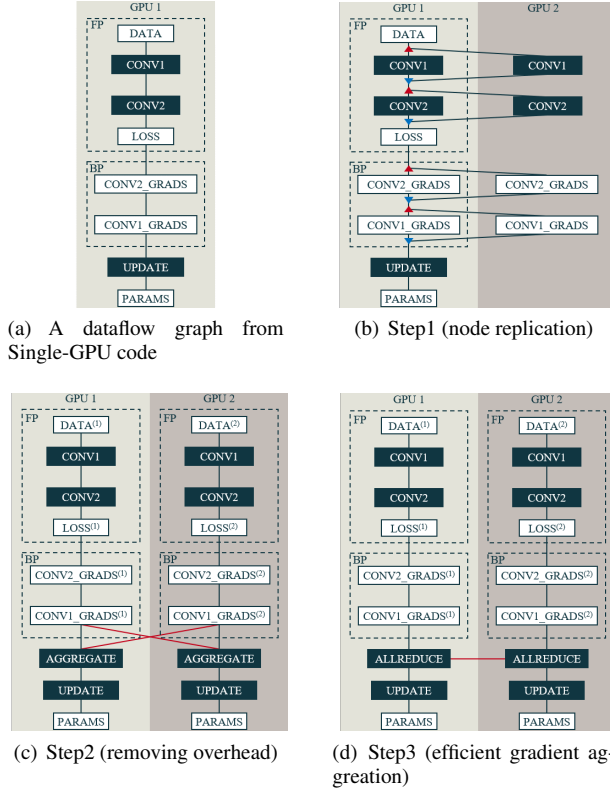 GPU 1
FP
DATA
CONV1
CONV2
LOSS
BP
CONV2_GRADS
CONV1_GRADS
UPDATE
PARAMS
(a) A dataflow graph from
Single-GPU code
GPU 1 GPU 2
FP
DATA
CONV1 CONV1
CONV2 CONV2
LOSS
BP
CONV2_GRADS CONV2_GRADS
CONV1_GRADS CONV1_GRADS
UPDATE
PARAMS
(b) Step1 (node replication)
GPU 1 GPU 2
FP FP
DATA(1) DATA(2)
CONV1 CONV1
CONV2 CONV2
LOSS(1) LOSS(2)
BP BP
CONV2_GRADS(1) CONV2_GRADS(2)
CONV1_GRADS(1) CONV1_GRADS(2)
AGGREGATE AGGREGATE
UPDATE UPDATE
PARAMS PARAMS
(c) Step2 (removing overhead)
GPU 1 GPU 2
FP FP
DATA(1) DATA(2)
CONV1 CONV1
CONV2 CONV2
LOSS(1) LOSS(2)
BP BP
CONV2_GRADS(1) CONV2_GRADS(2)
CONV1_GRADS(1) CONV1_GRADS(2)
ALLREDUCE ALLREDUCE
UPDATE UPDATE
PARAMS PARAMS
(d) Step3 (efficient gradient ag-
greation)